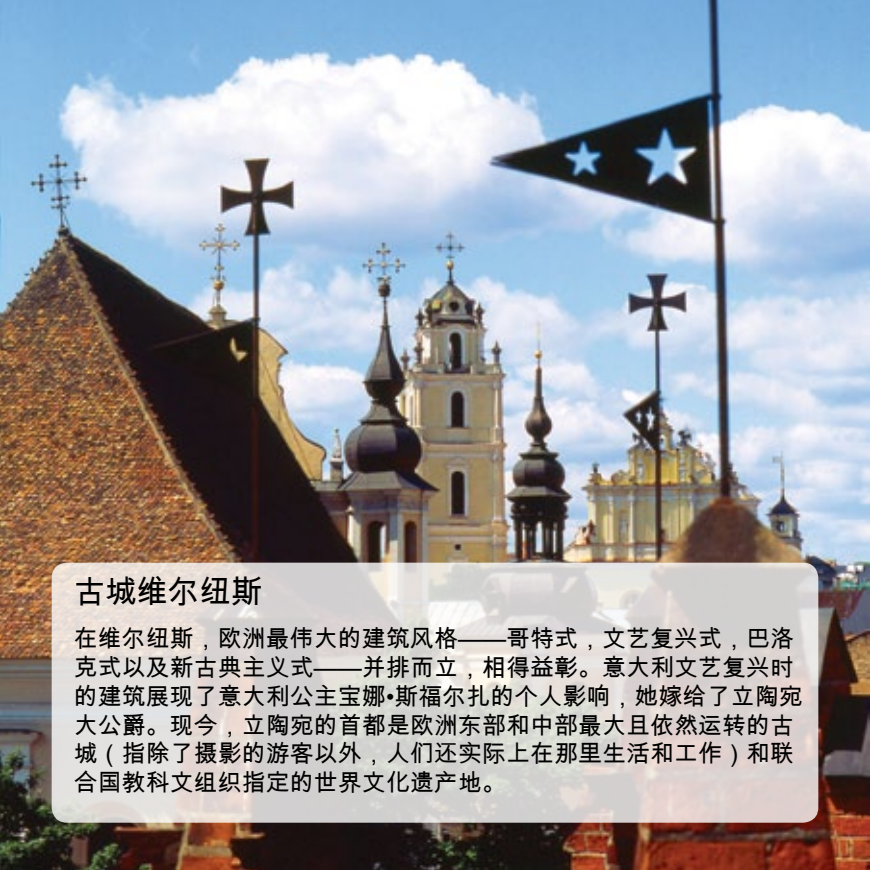 古城维尔纽斯
在维尔纽斯，欧洲最伟大的建筑风格——哥特式，文艺复兴式，巴洛
克式以及新古典主义式——并排而立，相得益彰。意大利文艺复兴时
的建筑展现了意大利公主宝娜•斯福尔扎的个人影响，她嫁给了立陶宛
大公爵。现今，立陶宛的首都是欧洲东部和中部最大且依然运转的古
城（指除了摄影的游客以外，人们还实际上在那里生活和工作）和联
合国教科文组织指定的世界文化遗产地。